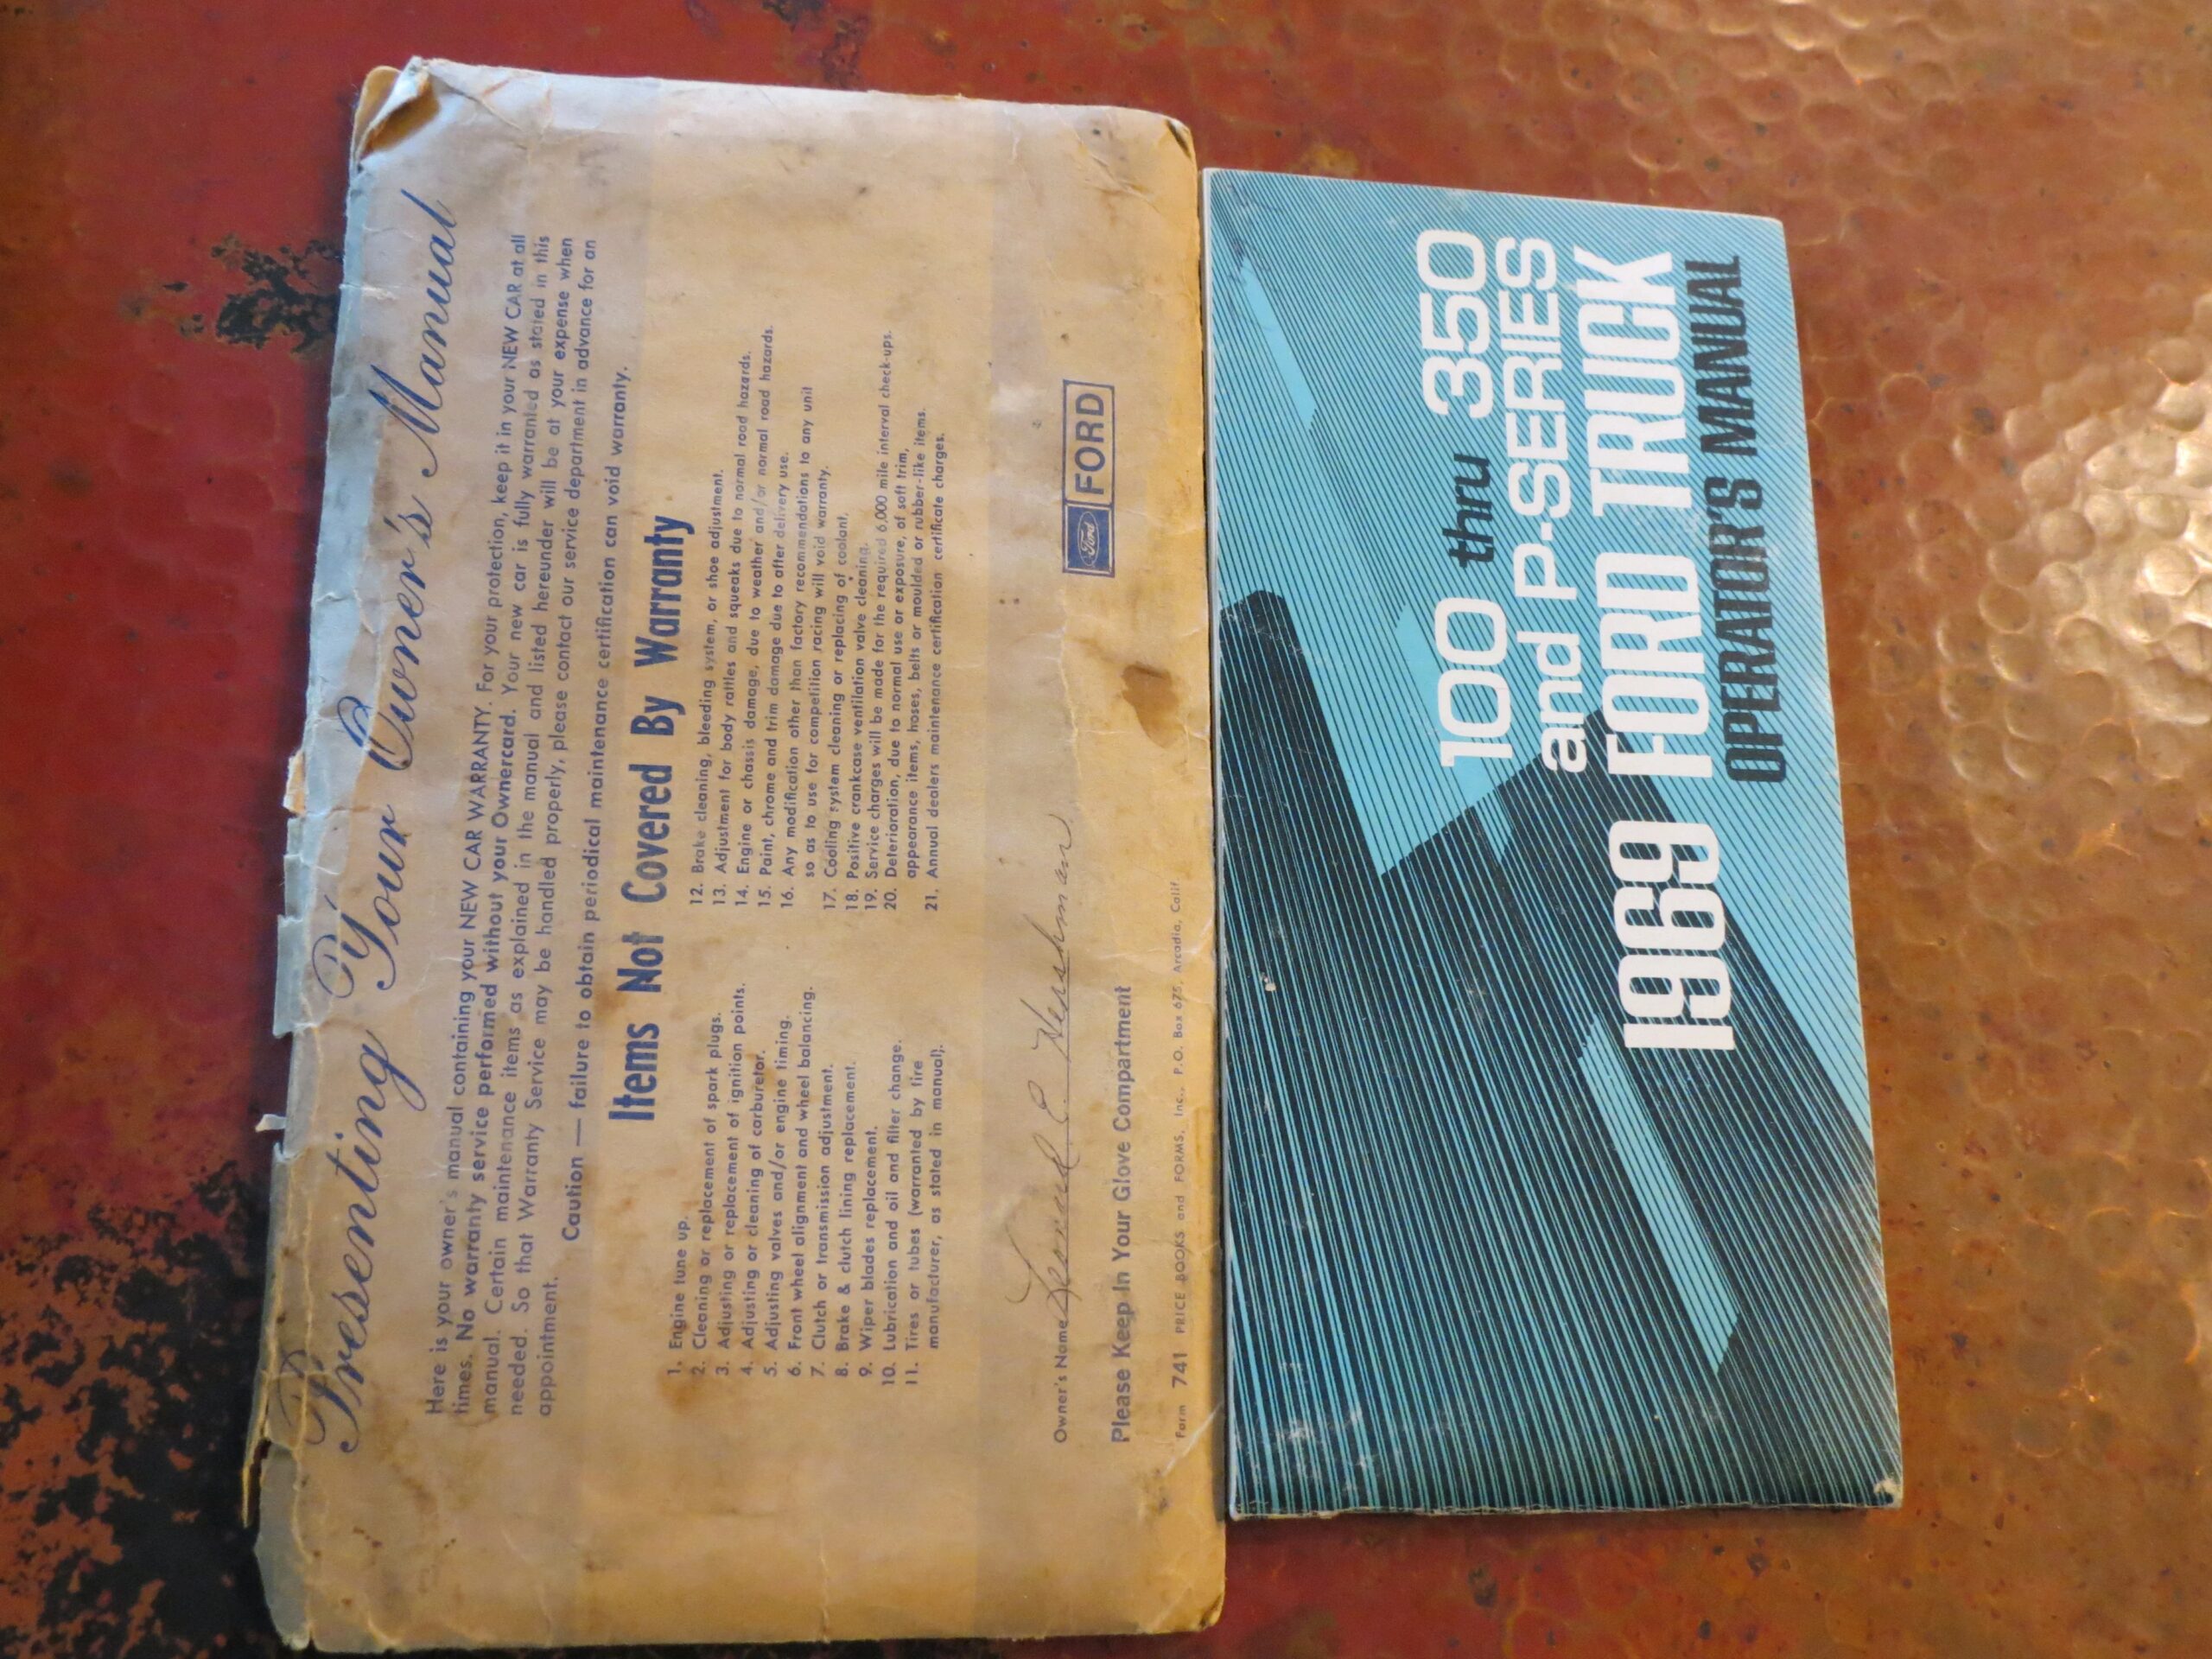 Presenting Your Owner's Manual
Here is your owner's manual containing your NEW CAR WARRANTY. For your protection, keep it in your NEW CAR at all
times. No warranty service performed without your Ownercard. Your new car is fully warranted as stated in this
manual. Certain maintenance items as explained in the manual and listed hereunder will be at your expense when
needed. So that Warranty Service may be handled properly, please contact our service department in advance for an
appointment.
Caution — failure to obtain periodical maintenance certification can void warranty.
Items Not Covered By Warranty
1. Engine tune up.
2. Cleaning or replacement of spark plugs.
3. Adjusting or replacement of ignition points.
4. Adjusting or cleaning of carburetor.
5. Adjusting valves and/or engine timing.
6. Front wheel alignment and wheel balancing.
7. Clutch or transmission adjustment.
8. Brake & clutch lining replacement.
9. Wiper blades replacement.
10. Lubrication and oil and filter change.
11. Tires or tubes (warranted by fire
manufacturer, as stated in manual).
12. Brake cleaning, bleeding system, or shoe adjustment.
13. Adjustment for body rattles and squeaks due to normal road hazards.
14. Engine or chassis damage, due to weather and/or normal road hazards.
15. Paint, chrome and trim damage due to after delivery use.
16. Any modification other than factory recommendations to any unit
so as to use for competition racing will void warranty.
17. Cooling system cleaning or replacing of coolant.
18. Positive crankcase ventilation valve cleaning.
19. Service charges will be made for the required 6,000 mile interval check-ups.
20. Deterioration, due to normal use or exposure, of soft trim,
appearance items, hoses, belts or moulded or rubber-like items.
21. Annual dealers maintenance certification certificate charges.
Owner's Name Leonard C. Hershman
Ford FORD
Please Keep In Your Glove Compartment
Form 741 PRICE BOOKS and FORMS, Inc., P.O. Box 675, Arcadia, Calif.
100 thru 350
and P-SERIES
1969 FORD TRUCK
OPERATOR'S MANUAL